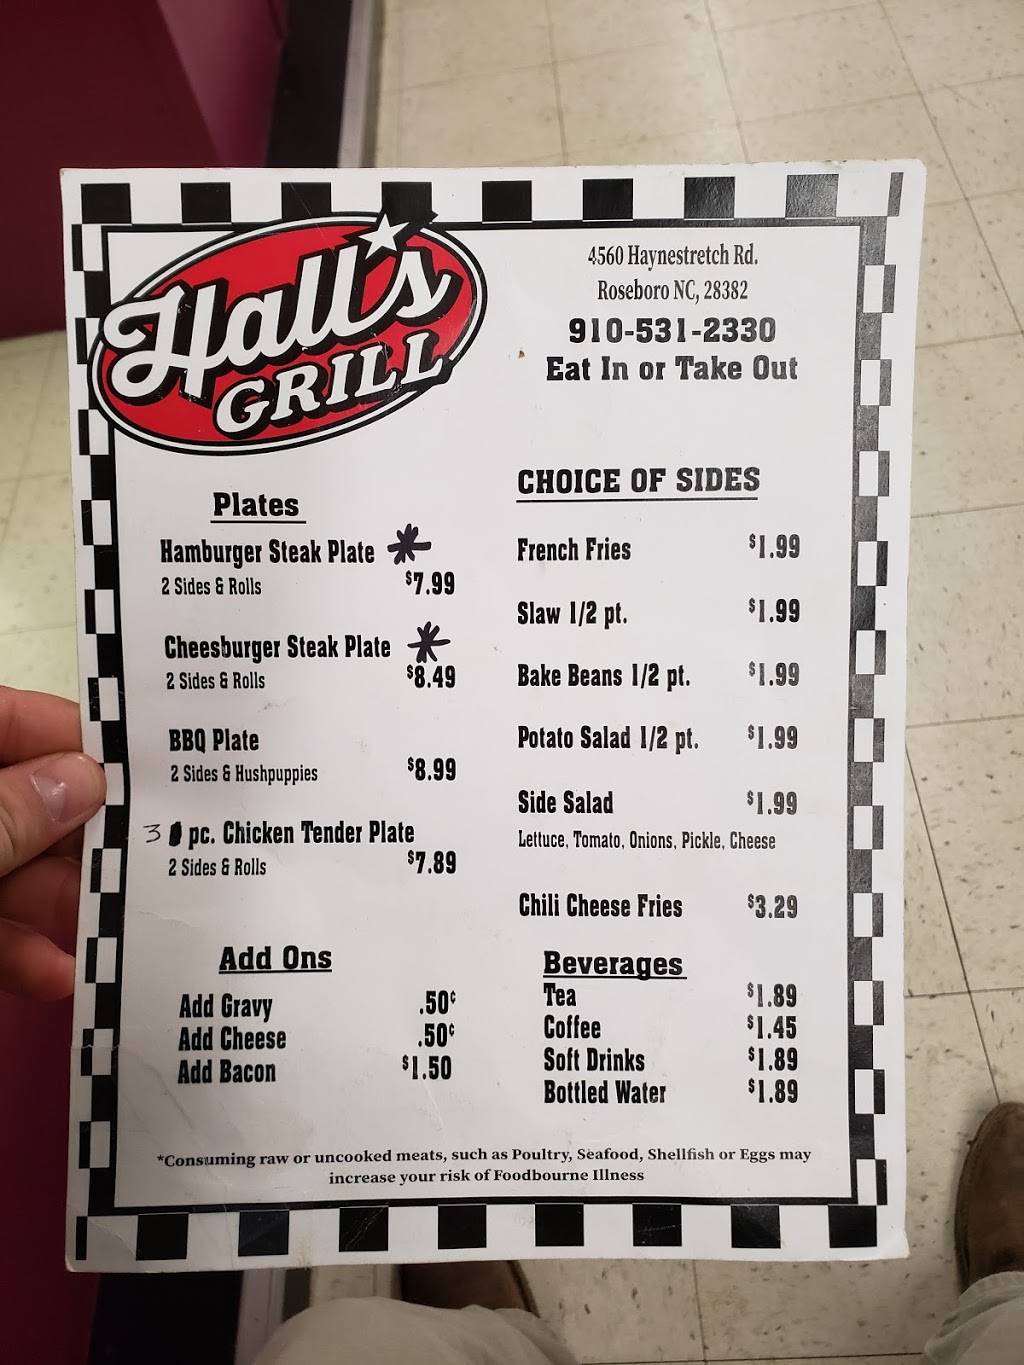 Hall's
GRILL
4560 Haynestretch Rd.
Roseboro NC, 28382
910-531-2330
Eat In or Take Out
Plates
Hamburger Steak Plate *
2 Sides & Rolls $7.99
Cheesburger Steak Plate *
2 Sides & Rolls $8.49
BBQ Plate
2 Sides & Hushpuppies $8.99
3 pc. Chicken Tender Plate
2 Sides & Rolls $7.89
Add Ons
Add Gravy .50¢
Add Cheese .50¢
Add Bacon $1.50
CHOICE OF SIDES
French Fries $1.99
Slaw 1/2 pt. $1.99
Bake Beans 1/2 pt. $1.99
Potato Salad 1/2 pt. $1.99
Side Salad $1.99
Lettuce, Tomato, Onions, Pickle, Cheese
Chili Cheese Fries $3.29
Beverages
Tea $1.89
Coffee $1.45
Soft Drinks $1.89
Bottled Water $1.89
*Consuming raw or uncooked meats, such as Poultry, Seafood, Shellfish or Eggs may
increase your risk of Foodbourne Illness